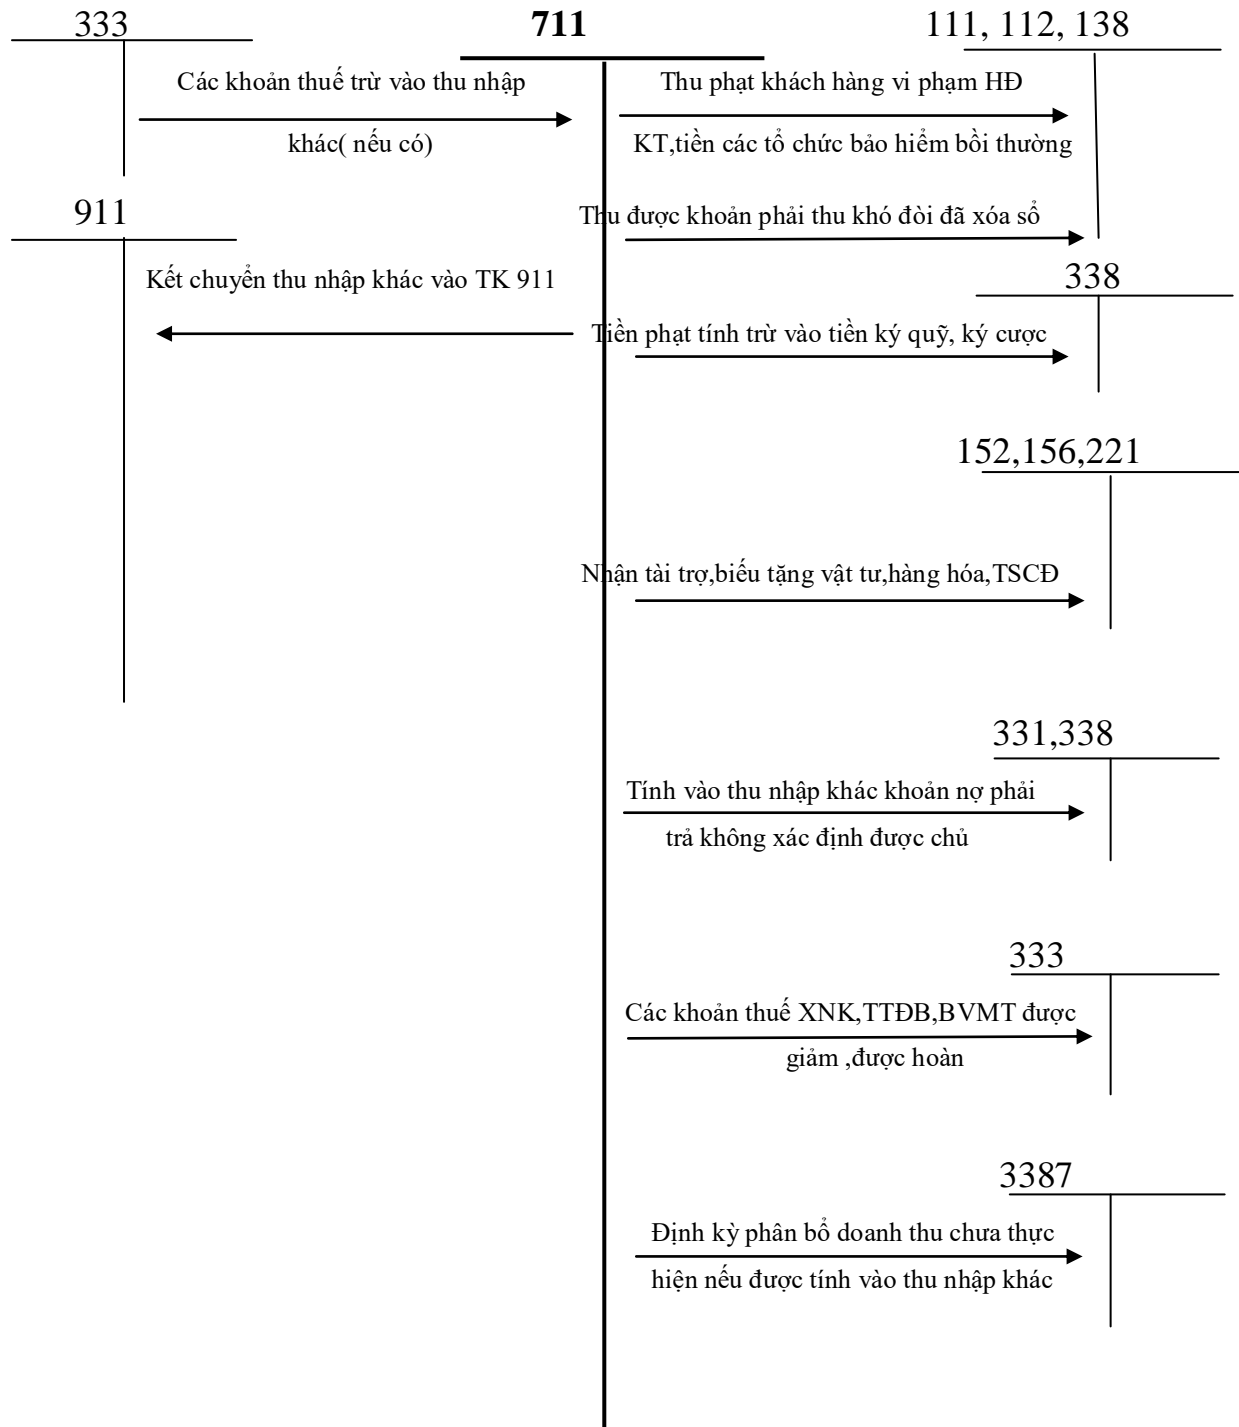 333
711
111, 112, 138
Các khoản thuế trừ vào thu nhập
khác( nếu có)
Thu phạt khách hàng vi phạm HĐ
KT,tiền các tổ chức bảo hiểm bồi thường
911
Thu được khoản phải thu khó đòi đã xóa sổ
Kết chuyển thu nhập khác vào TK 911
338
Tiền phạt tính trừ vào tiền ký quỹ, ký cược
152,156,221
Nhận tài trợ,biếu tặng vật tư,hàng hóa,TSCĐ
331,338
Tính vào thu nhập khác khoản nợ phải
trả không xác định được chủ
333
Các khoản thuế XNK,TTĐB,BVMT được
giảm ,được hoàn
3387
Định kỳ phân bổ doanh thu chưa thực
hiện nếu được tính vào thu nhập khác